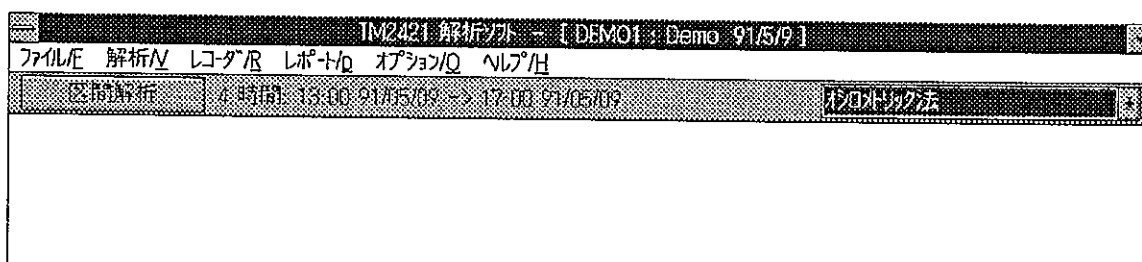 TM2421 解析ソフト - [ DEMO1 : Demo 91/5/9 ]
ファイル/F 解析/V レコーダ/R レポート/p オプション/O ヘルプ/H
区間解析 4 時間: 13:00 91/05/09 -> 17:00 91/05/09 オシロメトリック法